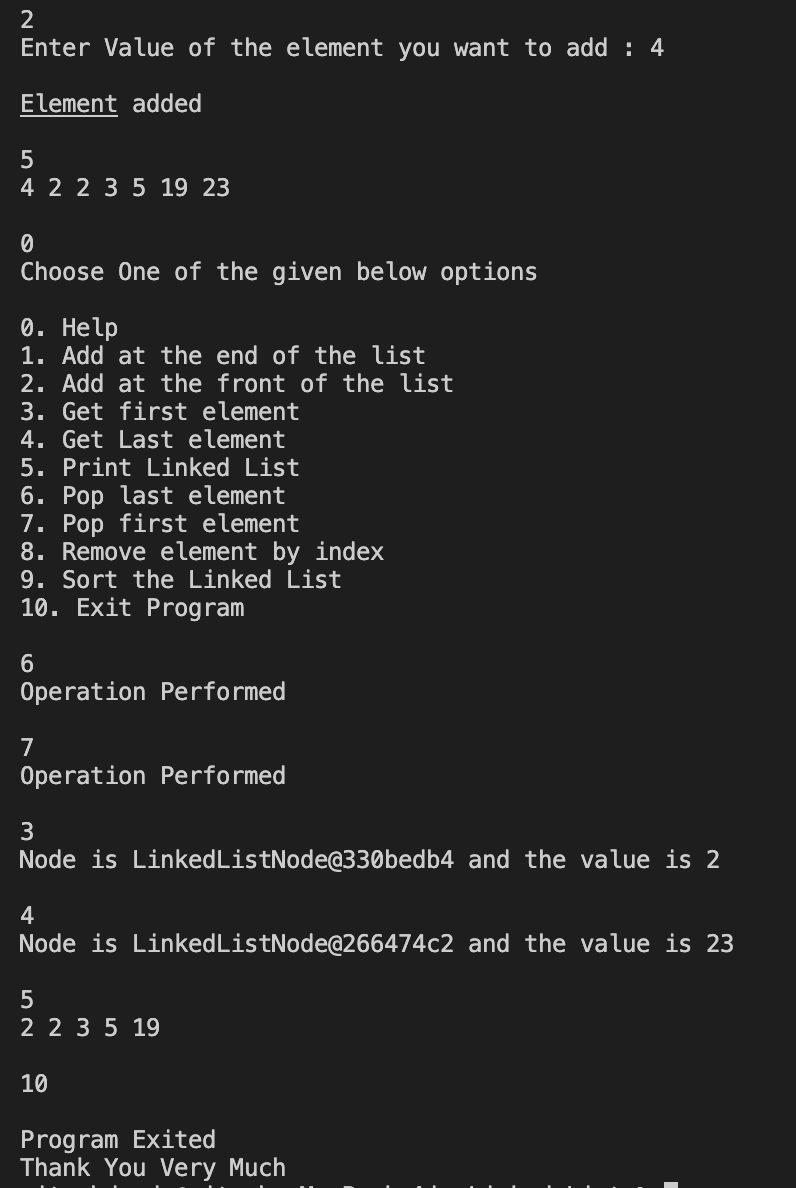 2
Enter Value of the element you want to add : 4
Element added
5
4 2 2 3 5 19 23
0
Choose One of the given below options
0. Help
1. Add at the end of the list
2. Add at the front of the list
3. Get first element
4. Get Last element
5. Print Linked List
6. Pop last element
7. Pop first element
8. Remove element by index
9. Sort the Linked List
10. Exit Program
6
Operation Performed
7
Operation Performed
3
Node is LinkedListNode@330bedb4 and the value is 2
4
Node is LinkedListNode@266474c2 and the value is 23
5
2 2 3 5 19
10
Program Exited
Thank You Very Much